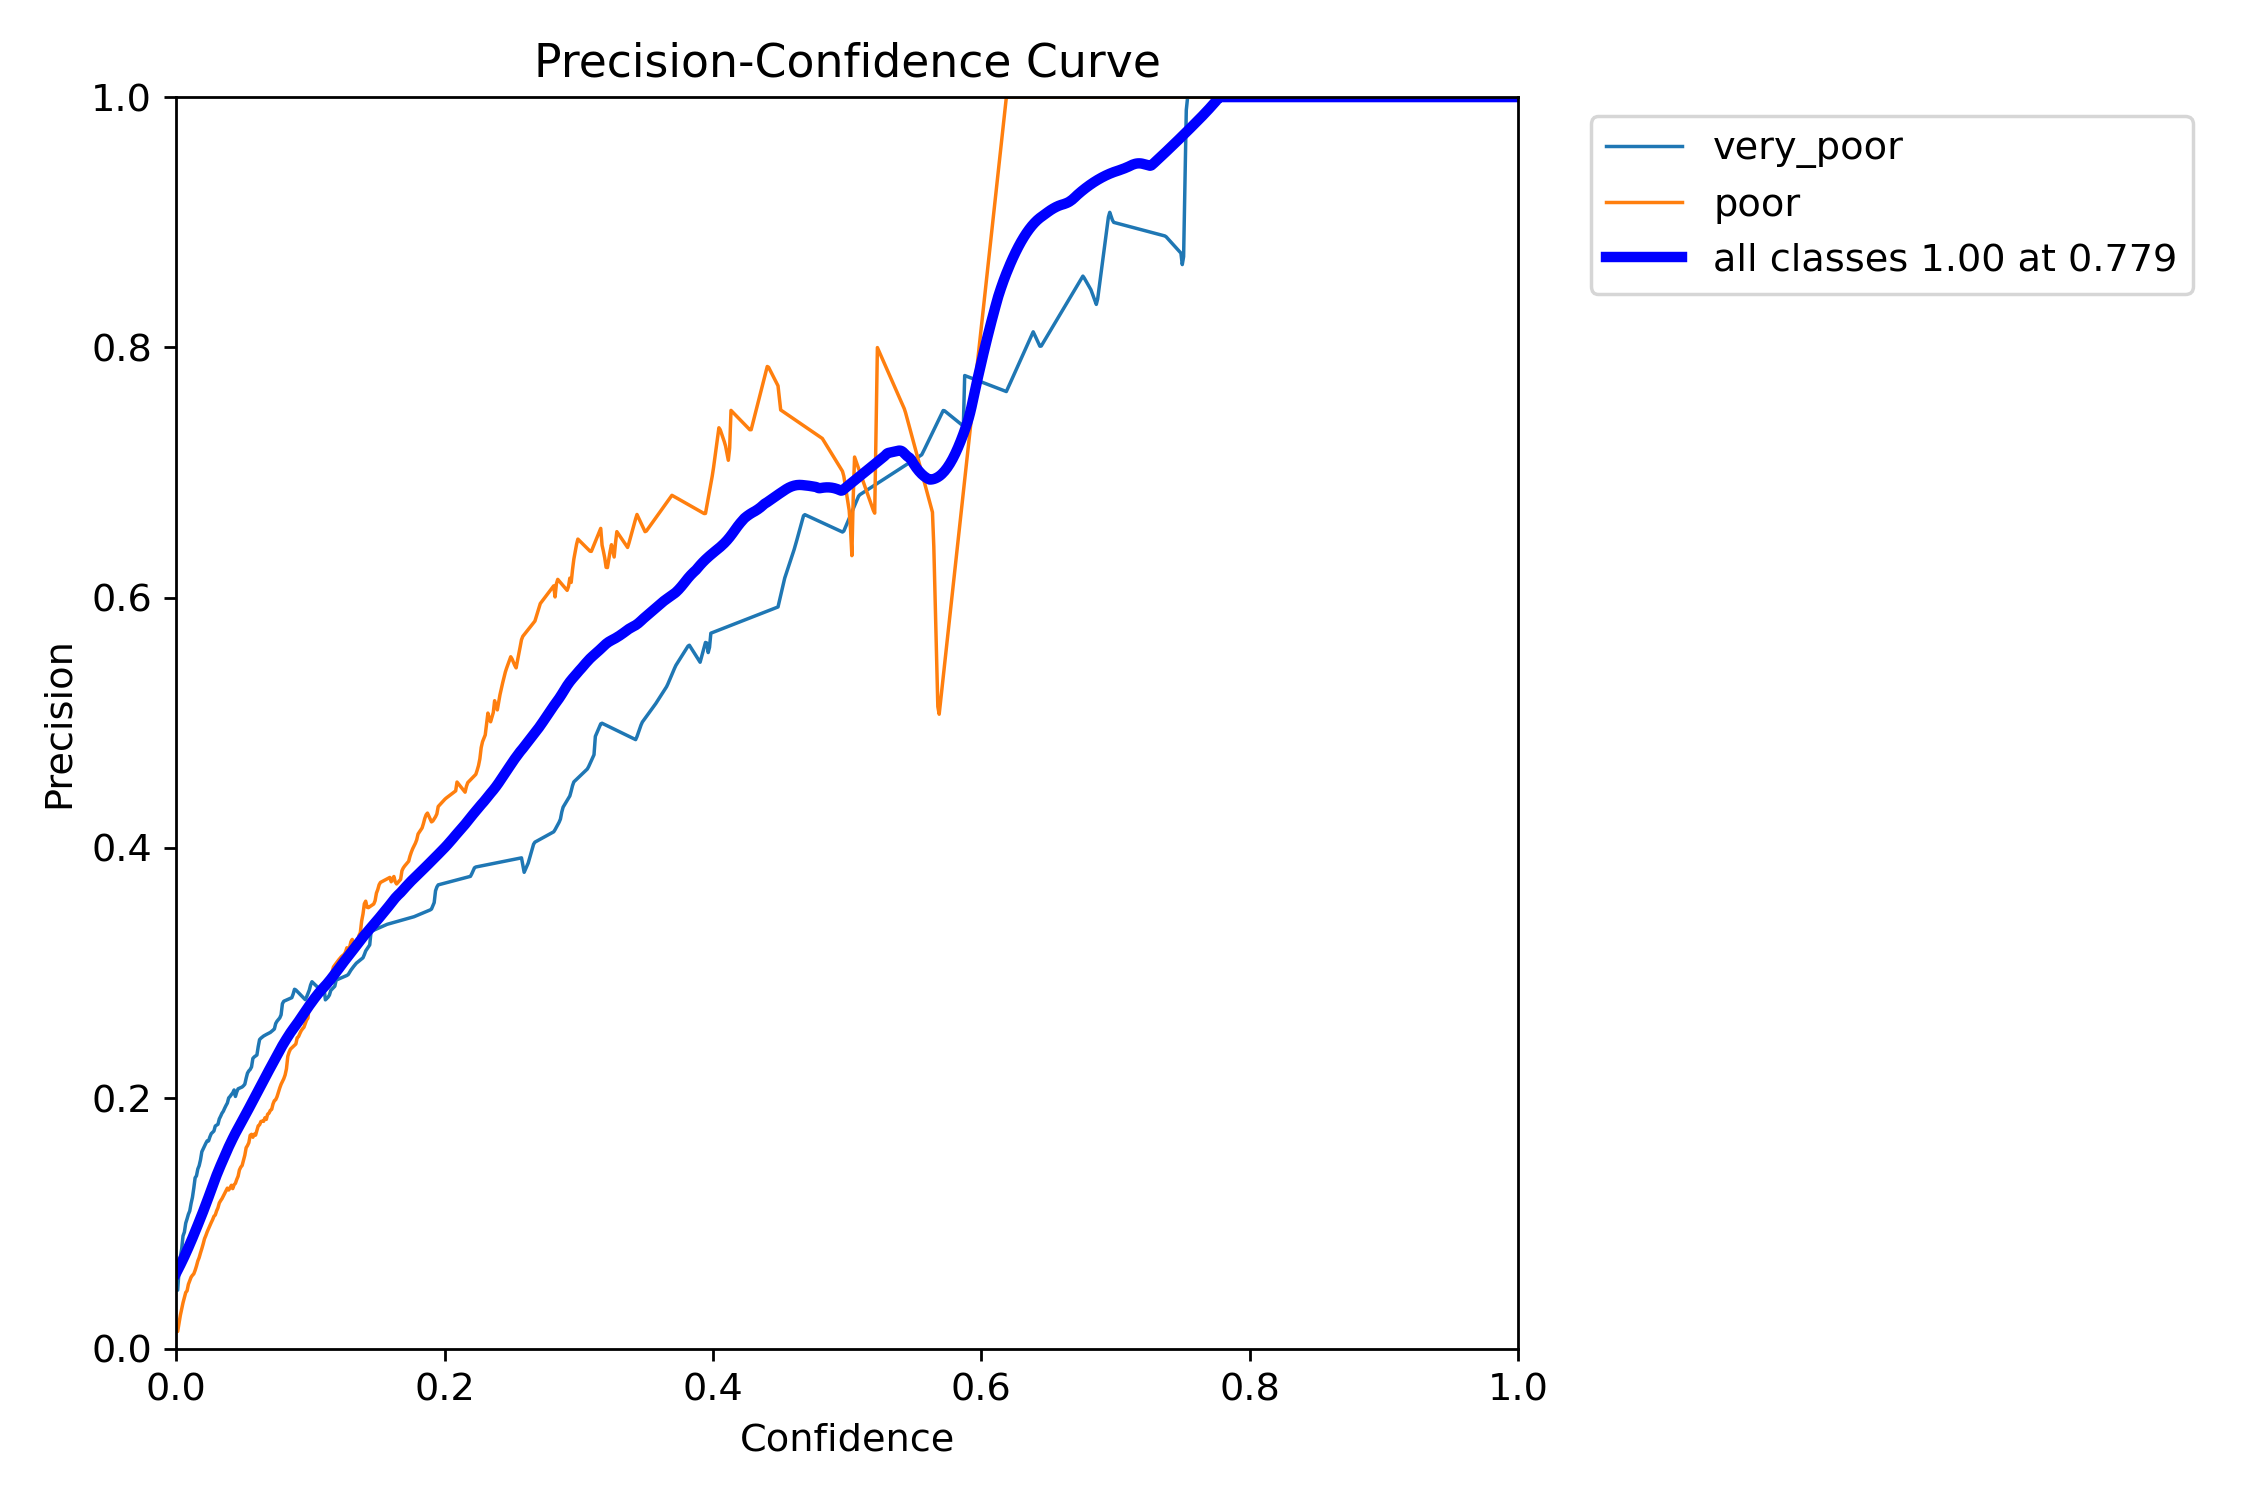 Precision-Confidence Curve
1.0
0.8
0.6
0.4
0.2
0.0
Precision
0.0 0.2 0.4 0.6 0.8 1.0
Confidence
very_poor
poor
all classes 1.00 at 0.779